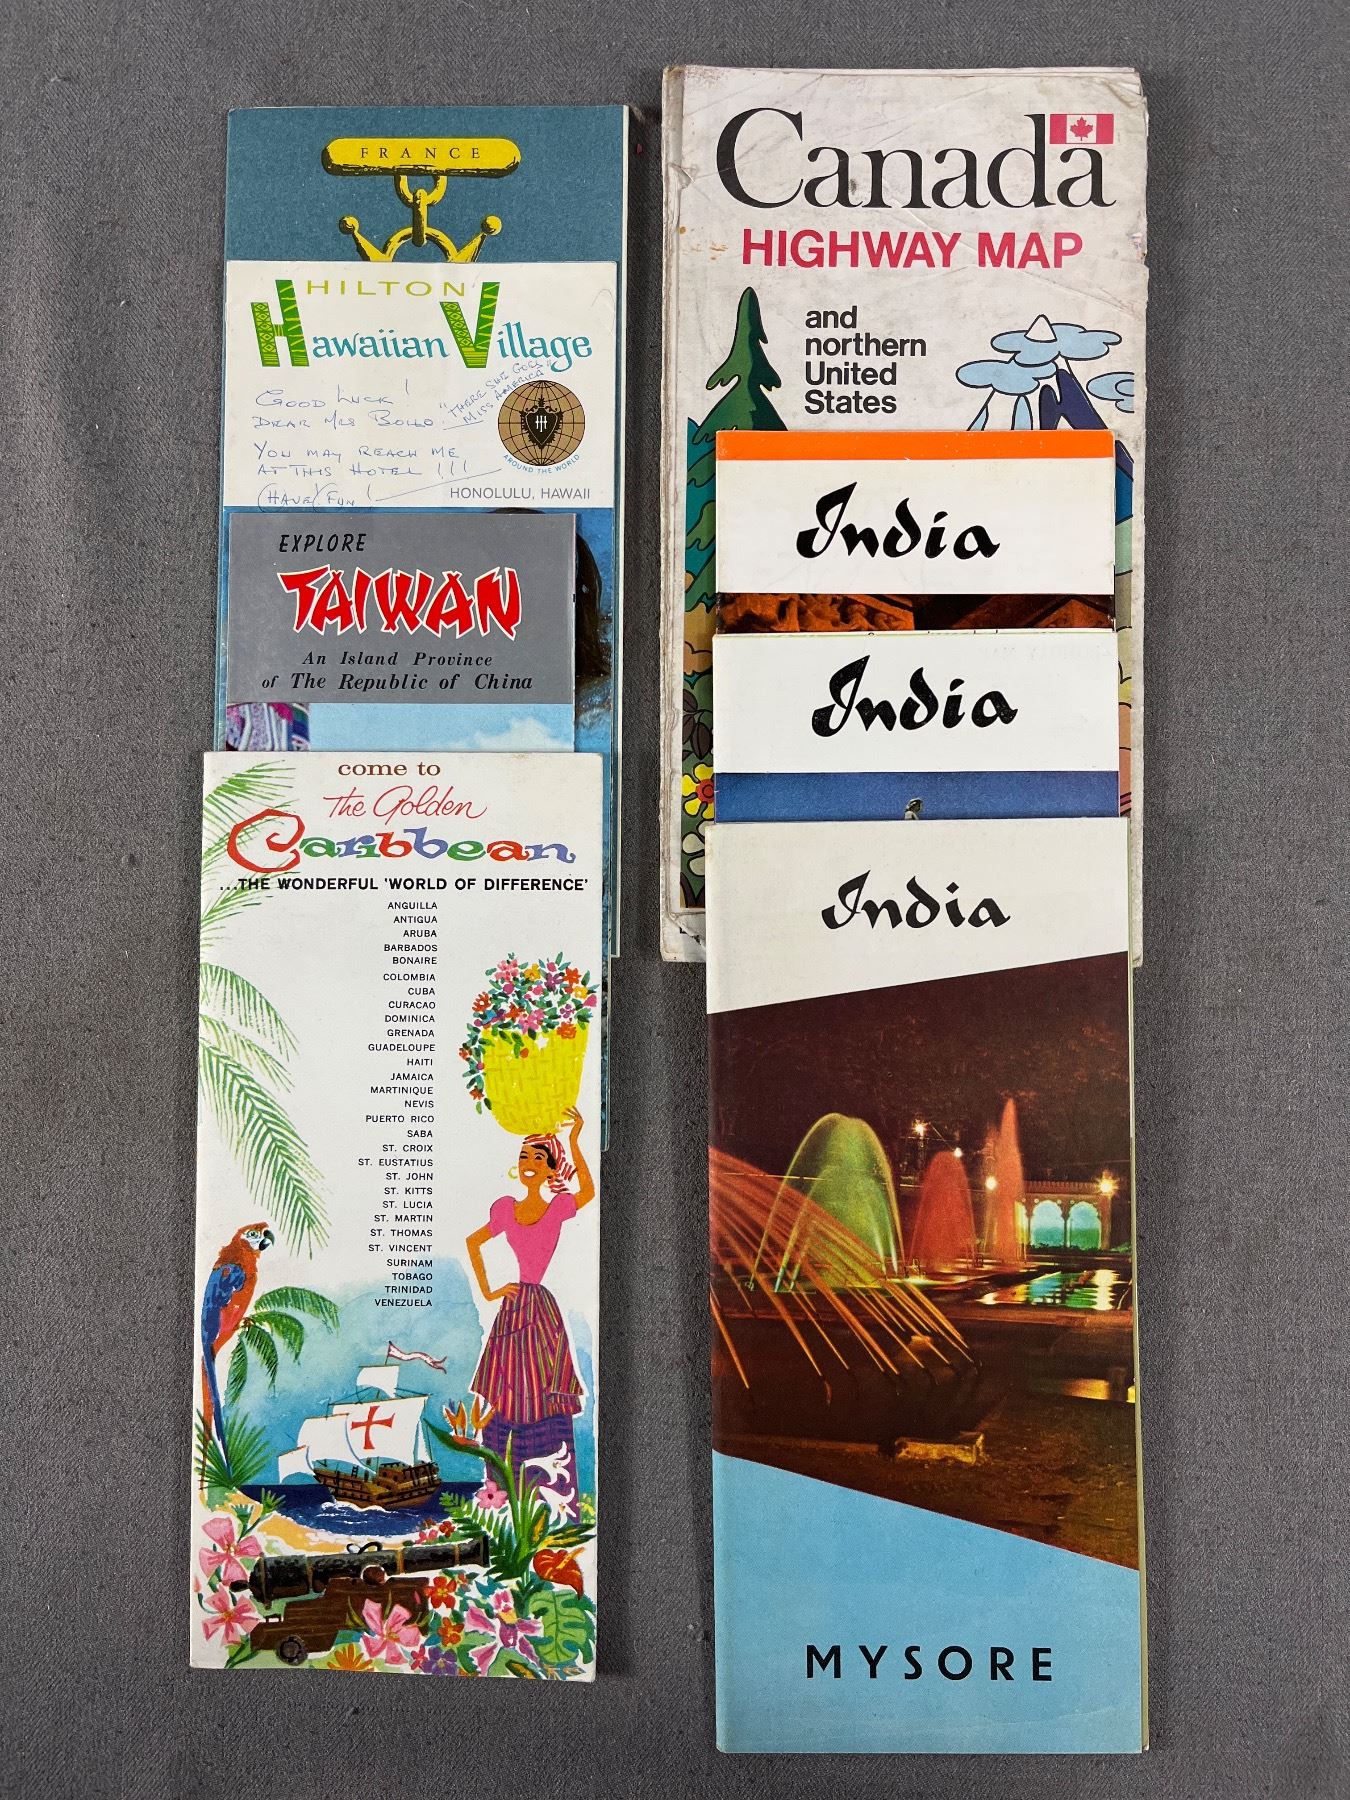 FRANCE
HILTON
Hawaiian Village
GOOD LUCK!
DEAR MRS BOLLO.
"THERE SHE GOES"
MISS AMERICA
YOU MAY REACH ME
AT THIS HOTEL !!!
(HAVE) FUN!
AROUND THE WORLD
HONOLULU, HAWAII
EXPLORE
TAIWAN
An Island Province
of The Republic of China
come to
The Golden
Caribbean
...THE WONDERFUL 'WORLD OF DIFFERENCE'
ANGUILLA
ANTIGUA
ARUBA
BARBADOS
BONAIRE
COLOMBIA
CUBA
CURACAO
DOMINICA
GRENADA
GUADELOUPE
HAITI
JAMAICA
MARTINIQUE
NEVIS
PUERTO RICO
SABA
ST. CROIX
ST. EUSTATIUS
ST. JOHN
ST. KITTS
ST. LUCIA
ST. MARTIN
ST. THOMAS
ST. VINCENT
SURINAM
TOBAGO
TRINIDAD
VENEZUELA
Canada
HIGHWAY MAP
and
northern
United
States
India
India
India
MYSORE